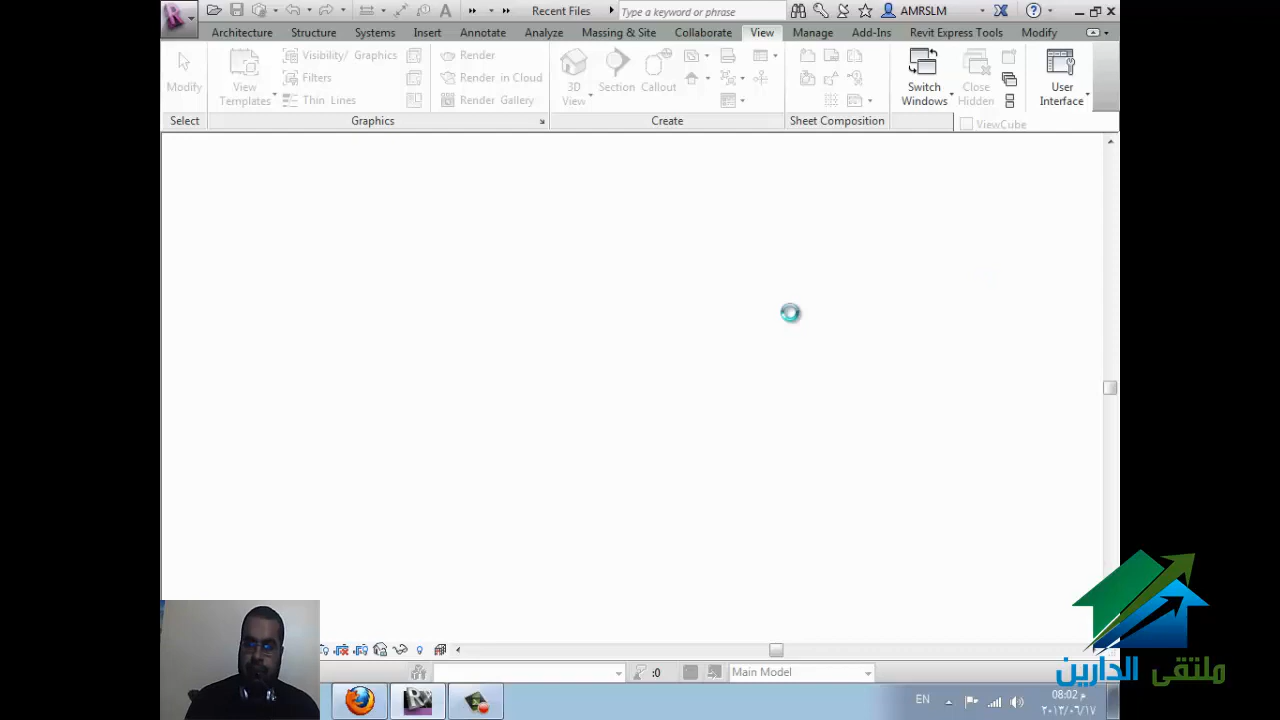 Recent Files
Type a keyword or phrase
AMRSLM
Architecture
Structure
Systems
Insert
Annotate
Analyze
Massing & Site
Collaborate
View
Manage
Add-Ins
Revit Express Tools
Modify
Modify
View
Templates
Visibility/ Graphics
Filters
Thin Lines
Render
Render in Cloud
Render Gallery
3D
View
Section
Callout
Switch
Windows
Close
Hidden
User
Interface
Select
Graphics
Create
Sheet Composition
ViewCube
:0
Main Model
EN
08:02 م
٢٠١٣/٠٦/١٧
ملتقى الدارين